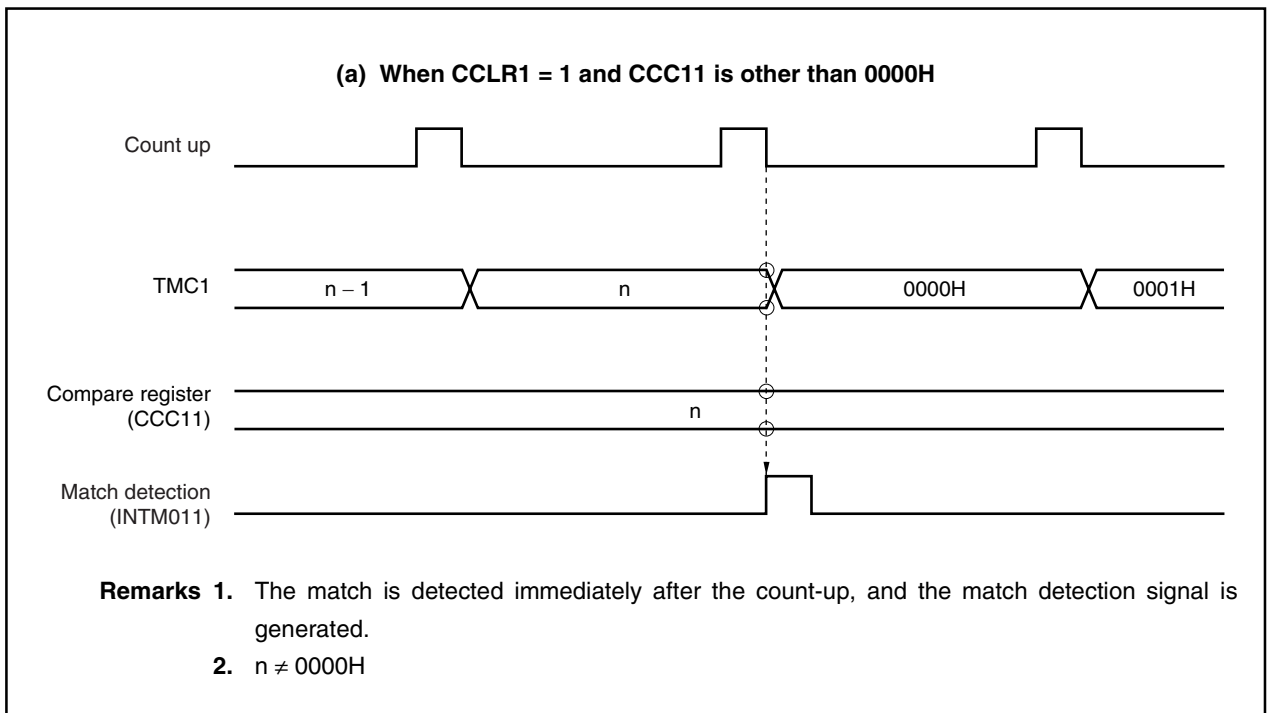 (a) When CCLR1 = 1 and CCC11 is other than 0000H
Count up
TMC1
n – 1
n
0000H
0001H
Compare register
(CCC11)
n
Match detection
(INTM011)
Remarks 1. The match is detected immediately after the count-up, and the match detection signal is
generated.
2. n ≠ 0000H